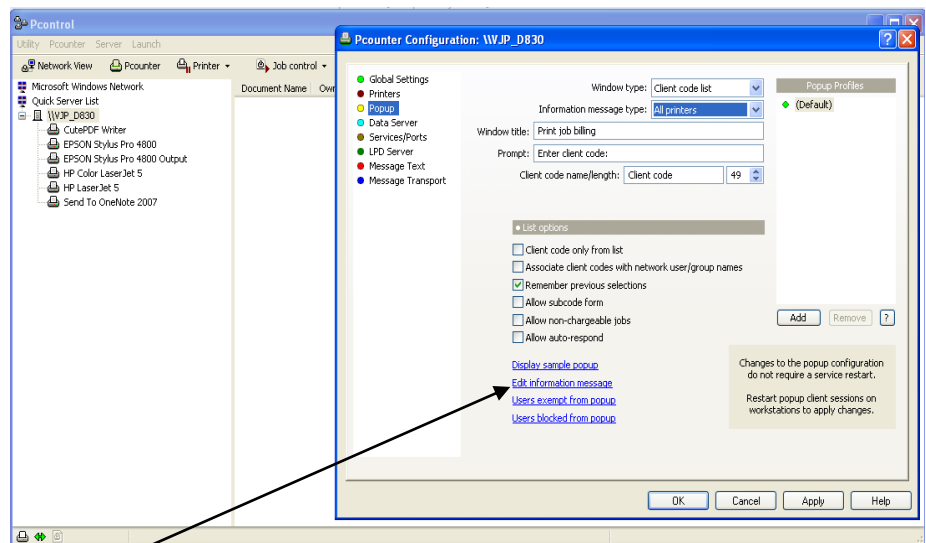 Pcontrol
Utility Pcounter Server Launch
Network View Pcounter Printer Job control
Microsoft Windows Network
Quick Server List
\\VJP_D830
CutePDF Writer
EPSON Stylus Pro 4800
EPSON Stylus Pro 4800 Output
HP Color LaserJet 5
HP LaserJet 5
Send To OneNote 2007
Document Name
Pcounter Configuration: \\VJP_D830
Global Settings
Printers
Popup
Data Server
Services/Ports
LPD Server
Message Text
Message Transport
Window type: Client code list
Information message type: All printers
Window title: Print job billing
Prompt: Enter client code:
Client code name/length: Client code 49
List options
Client code only from list
Associate client codes with network user/group names
Remember previous selections
Allow subcode form
Allow non-chargeable jobs
Allow auto-respond
Display sample popup
Edit information message
Users exempt from popup
Users blocked from popup
Popup Profiles
(Default)
Add Remove ?
Changes to the popup configuration
do not require a service restart.
Restart popup client sessions on
workstations to apply changes.
OK Cancel Apply Help